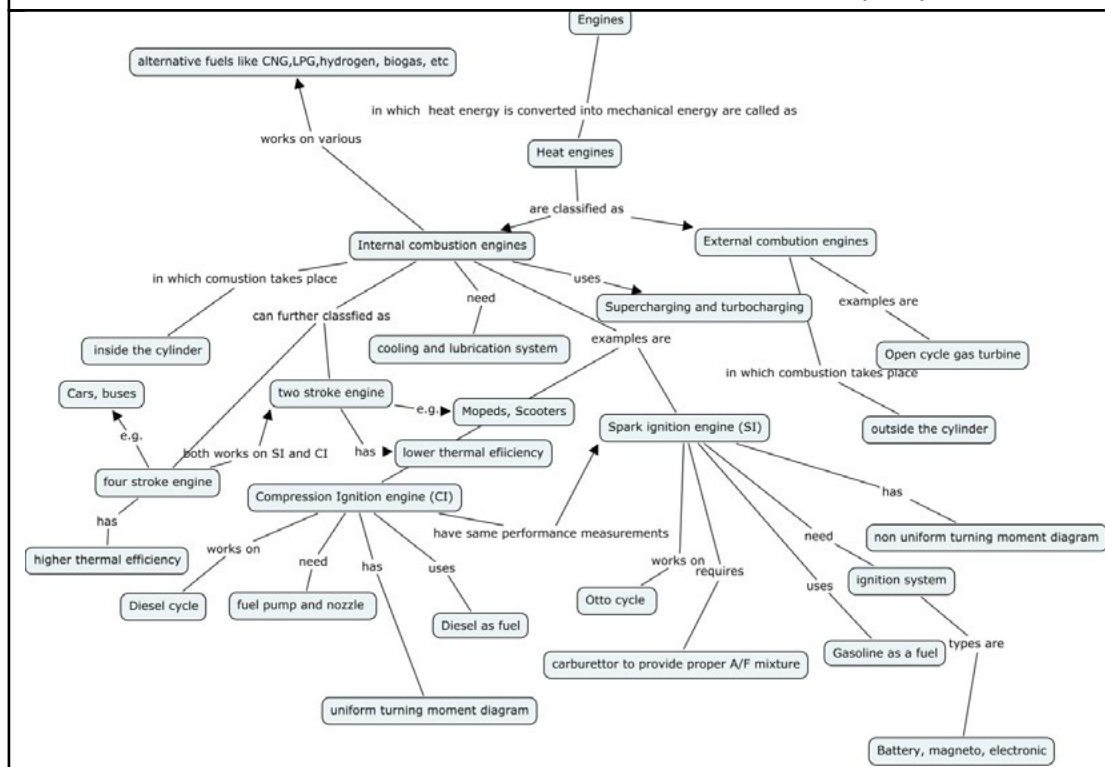 Engines
alternative fuels like CNG,LPG,hydrogen, biogas, etc
in which  heat energy is converted into mechanical energy are called as
works on various
Heat engines
are classified as
Internal combustion engines
External combution engines
in which comustion takes place
uses
need
Supercharging and turbocharging
examples are
can further classfied as
examples are
inside the cylinder
cooling and lubrication system
Open cycle gas turbine
in which combustion takes place
Cars, buses
two stroke engine
e.g.
Mopeds, Scooters
Spark ignition engine (SI)
outside the cylinder
e.g.
both works on SI and CI
has
lower thermal efiiciency
four stroke engine
Compression Ignition engine (CI)
has
has
have same performance measurements
need
non uniform turning moment diagram
works on
higher thermal efficiency
need
has
uses
works on
requires
ignition system
uses
Diesel cycle
fuel pump and nozzle
Otto cycle
Diesel as fuel
types are
Gasoline as a fuel
carburettor to provide proper A/F mixture
uniform turning moment diagram
Battery, magneto, electronic